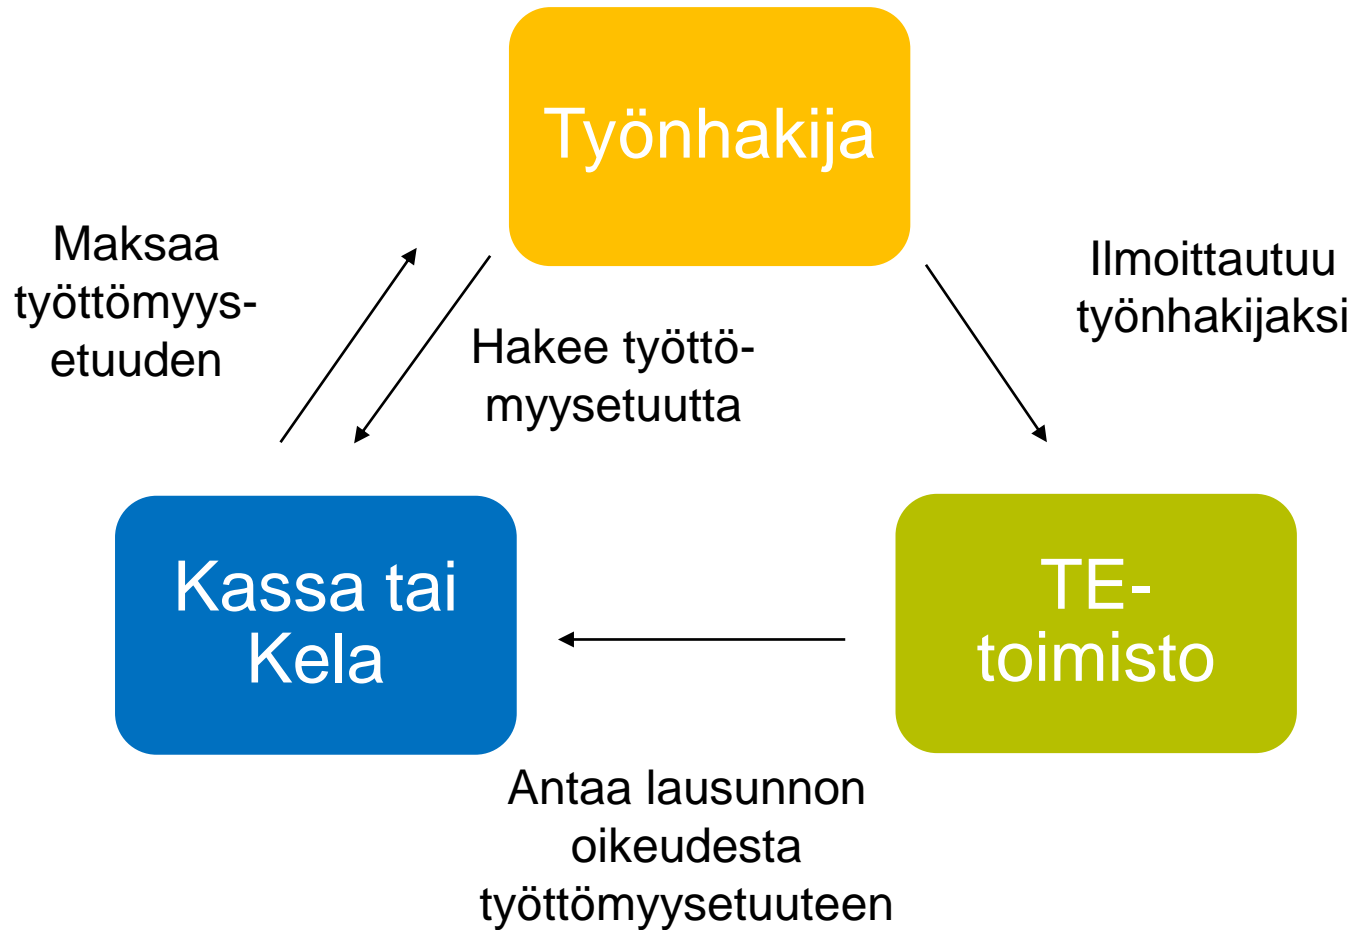 Työnhakija
Maksaa
työttömyys-
etuuden
Hakee työttö-
myysetuutta
Ilmoittautuu
työnhakijaksi
Kassa tai
Kela
TE-
toimisto
Antaa lausunnon
oikeudesta
työttömyysetuuteen